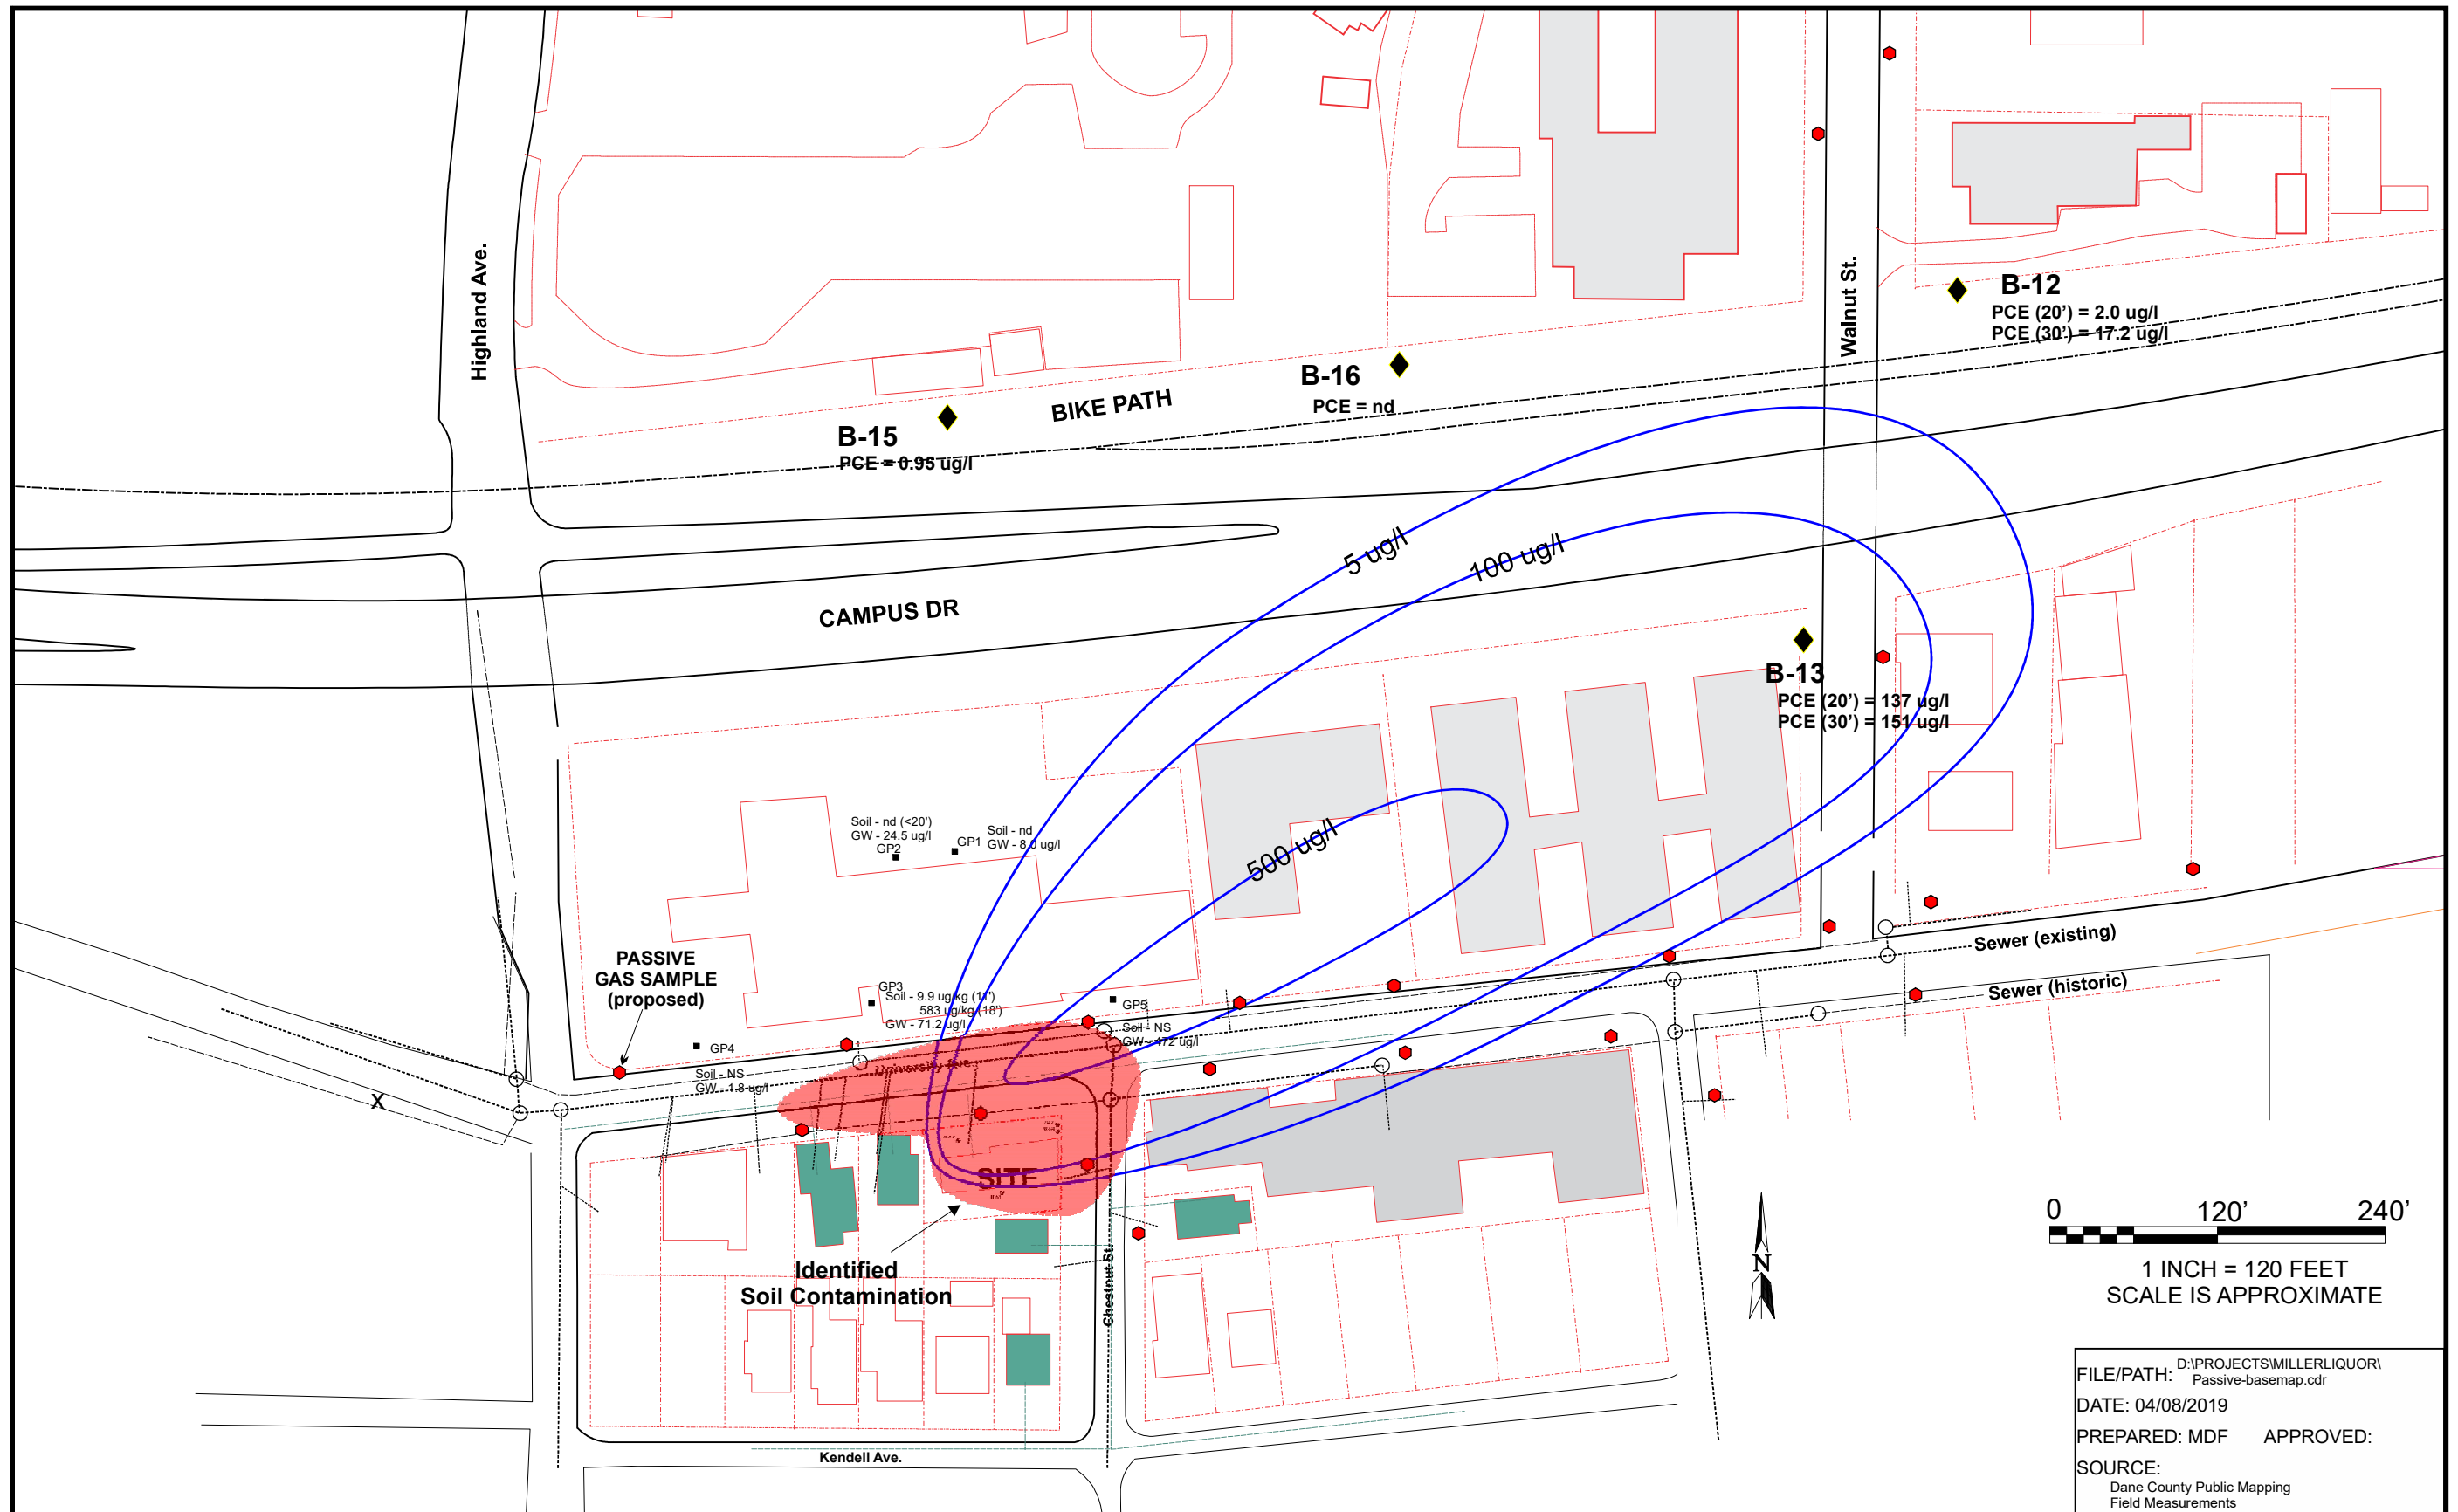 Highland Ave.
Walnut St.
B-12
PCE (20’) = 2.0 ug/l
PCE (30’) = 17.2 ug/l
B-16
PCE = nd
BIKE PATH
B-15
PCE = 0.95 ug/l
5 ug/l
100 ug/l
CAMPUS DR
B-13
PCE (20’) = 137 ug/l
PCE (30’) = 151 ug/l
500 ug/l
Soil - nd (<20')
GW - 24.5 ug/l
GP2
GP1
Soil - nd
GW - 8.0 ug/l
PASSIVE
GAS SAMPLE
(proposed)
GP3
Soil - 9.9 ug/kg (11')
583 ug/kg (18')
GW - 71.2 ug/l
GP5
Soil - NS
GW - 472 ug/l
GP4
Soil - NS
GW - 1.8 ug/l
Sewer (existing)
Sewer (historic)
X
SITE
Identified
Soil Contamination
Chestnut St.
Kendell Ave.
N
0 120’ 240’
1 INCH = 120 FEET
SCALE IS APPROXIMATE
FILE/PATH: D:\PROJECTS\MILLERLIQUOR\
Passive-basemap.cdr
DATE: 04/08/2019
PREPARED: MDF APPROVED:
SOURCE:
Dane County Public Mapping
Field Measurements